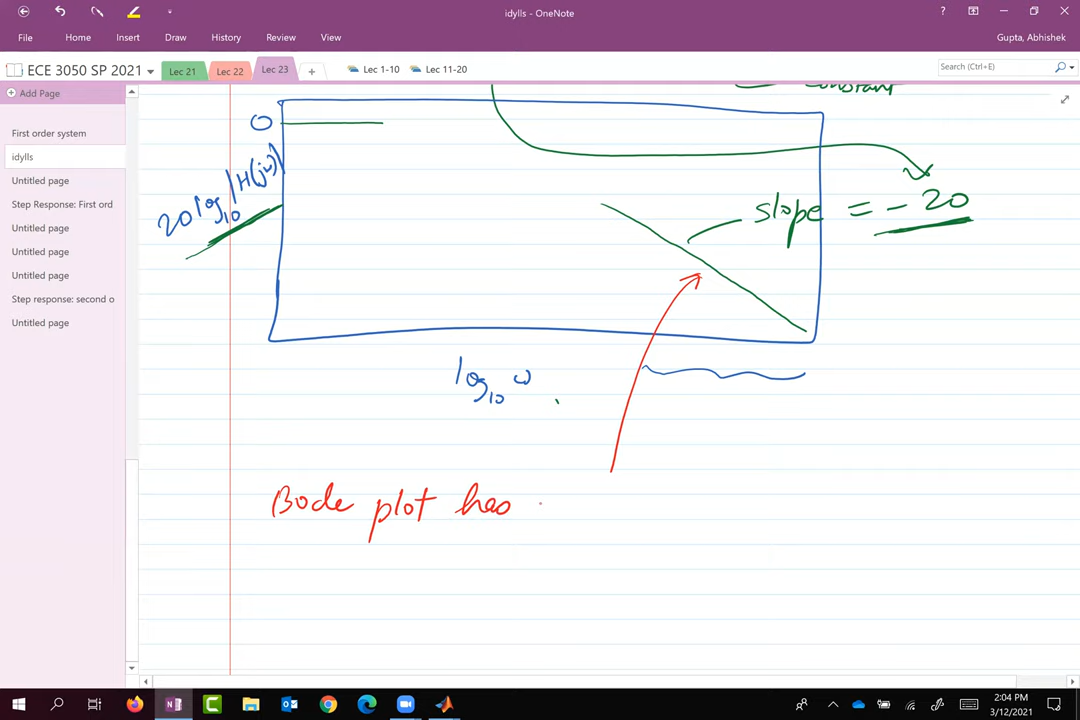 idylls - OneNote
?
Gupta, Abhishek
File Home Insert Draw History Review View
ECE 3050 SP 2021 Lec 21 Lec 22 Lec 23 + Lec 1-10 Lec 11-20 Search (Ctrl+E)
Add Page
First order system
idylls
Untitled page
Step Response: First ord
Untitled page
Untitled page
Untitled page
Step response: second o
Untitled page
constant
0
20 log10 |H(jω)|
slope = - 20
log10 ω
Bode plot has
2:04 PM
3/12/2021